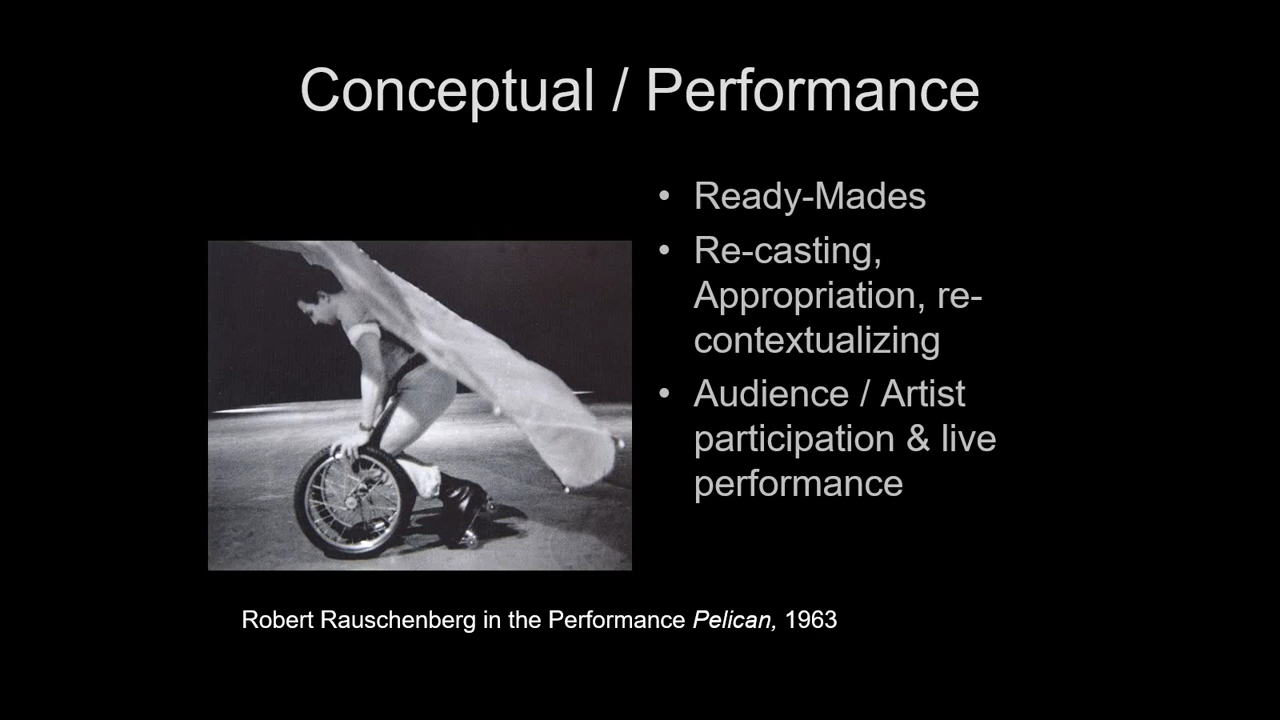 Conceptual / Performance
• Ready-Mades
• Re-casting,
Appropriation, re-
contextualizing
• Audience / Artist
participation & live
performance
Robert Rauschenberg in the Performance Pelican, 1963